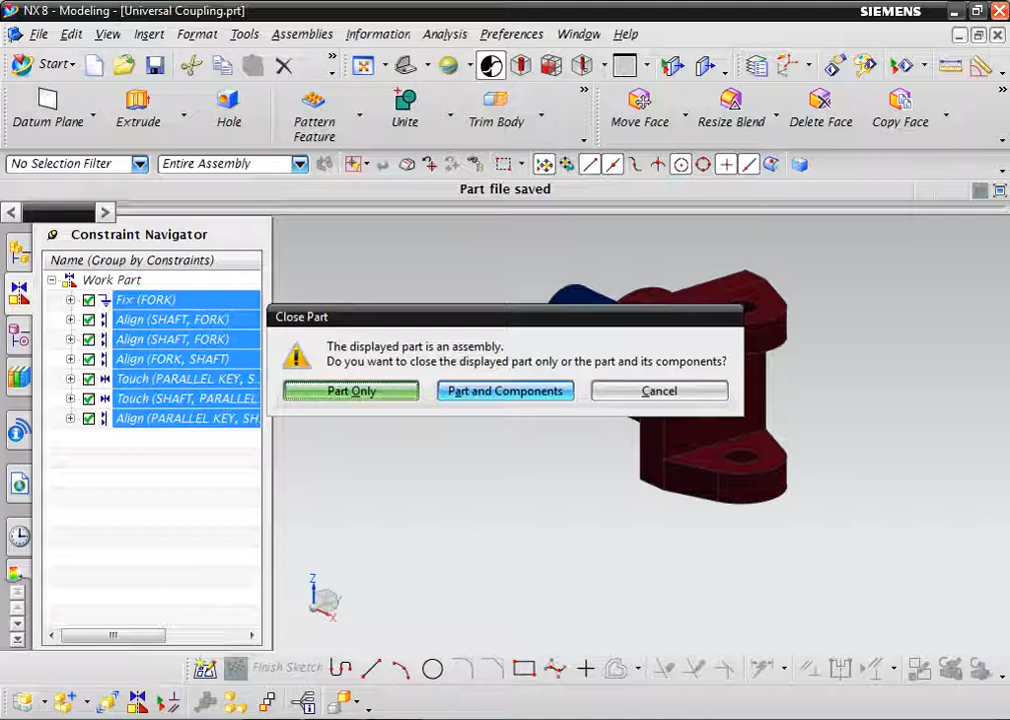 NX 8 - Modeling - [Universal Coupling.prt]
SIEMENS
File Edit View Insert Format Tools Assemblies Information Analysis Preferences Window Help
Start
Datum Plane Extrude Hole Pattern Feature Unite Trim Body Move Face Resize Blend Delete Face Copy Face
No Selection Filter Entire Assembly
Part file saved
Constraint Navigator
Name (Group by Constraints)
Work Part
Fix (FORK)
Align (SHAFT, FORK)
Align (SHAFT, FORK)
Align (FORK, SHAFT)
Touch (PARALLEL KEY, S...
Touch (SHAFT, PARALLEL
Align (PARALLEL KEY, SH
Close Part
The displayed part is an assembly.
Do you want to close the displayed part only or the part and its components?
Part Only Part and Components Cancel
Z
Y
X
Finish Sketch